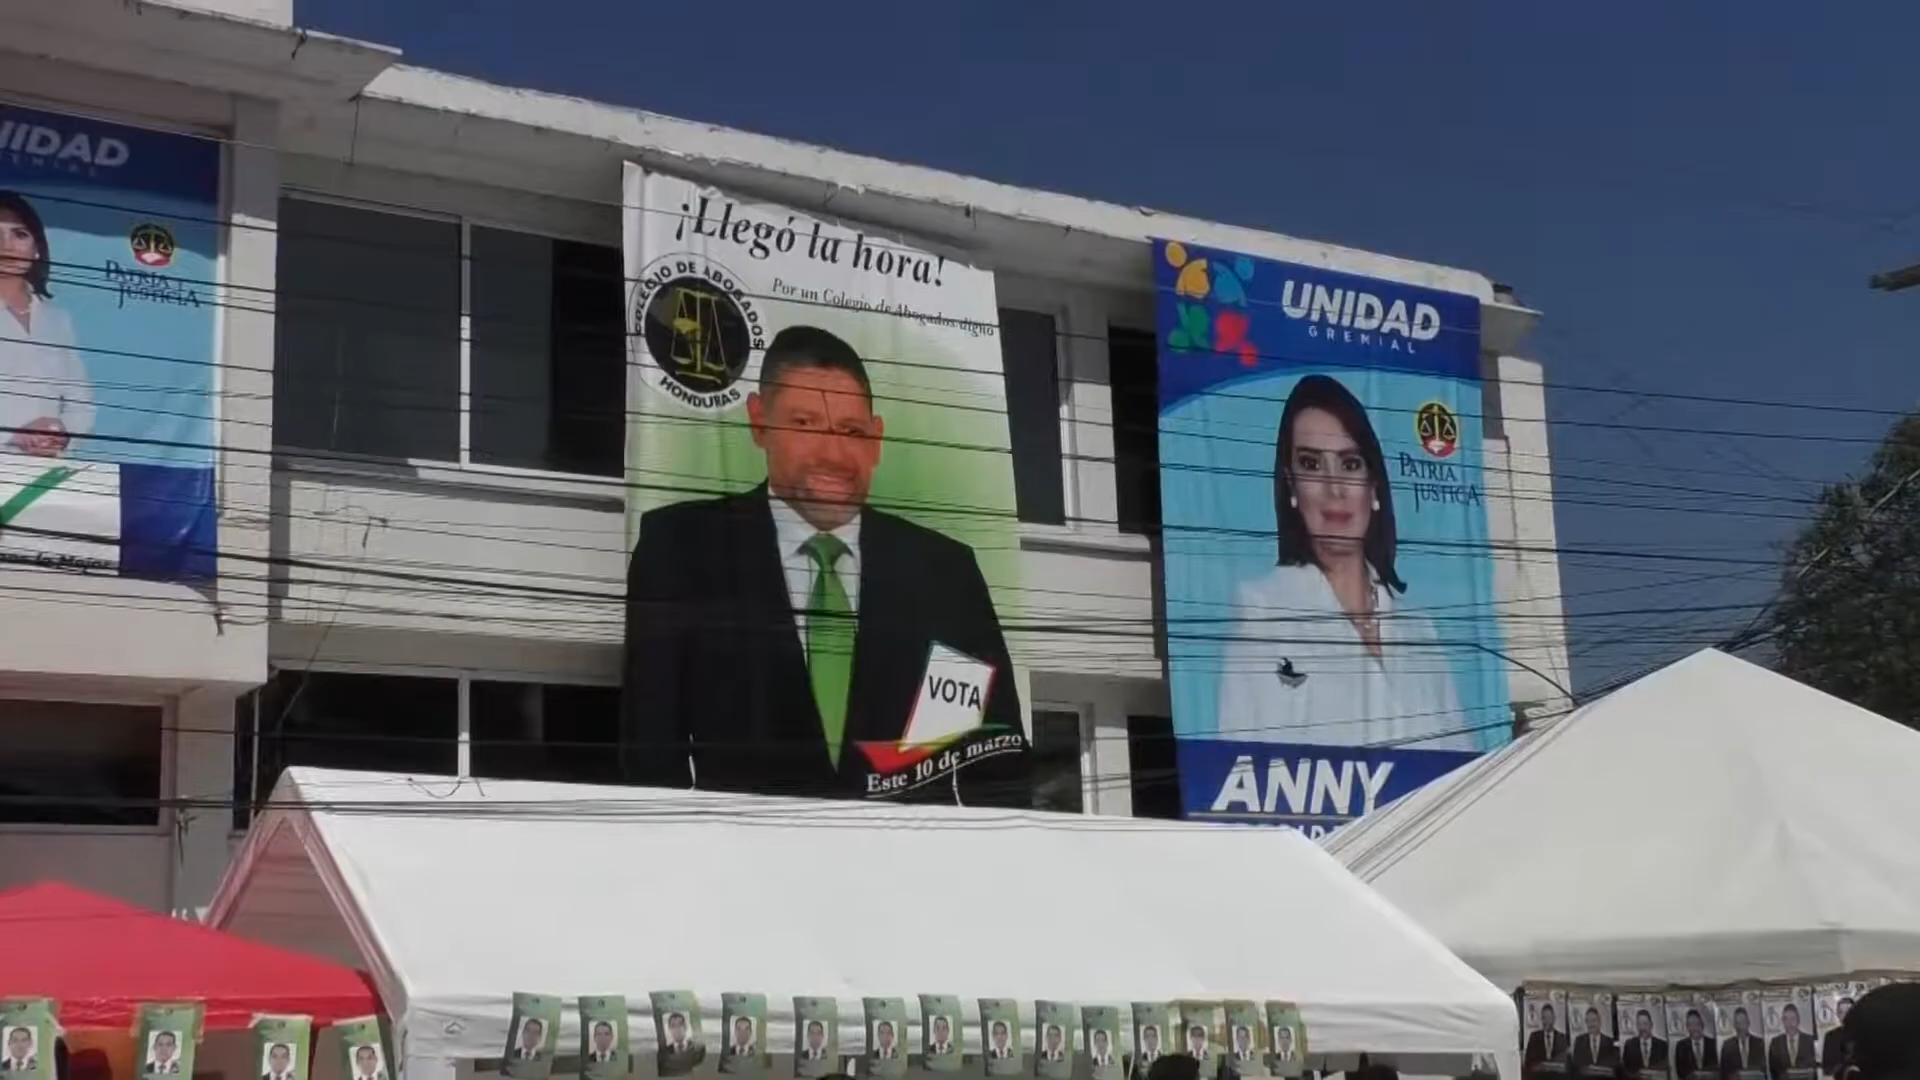 UNIDAD
GREMIAL
PATRIA Y
JUSTICIA
¡Llegó la hora!
Por un Colegio de Abogados digno
COLEGIO DE ABOGADOS
HONDURAS
VOTA
Este 10 de marzo
UNIDAD
GREMIAL
PATRIA
JUSTICIA
ANNY